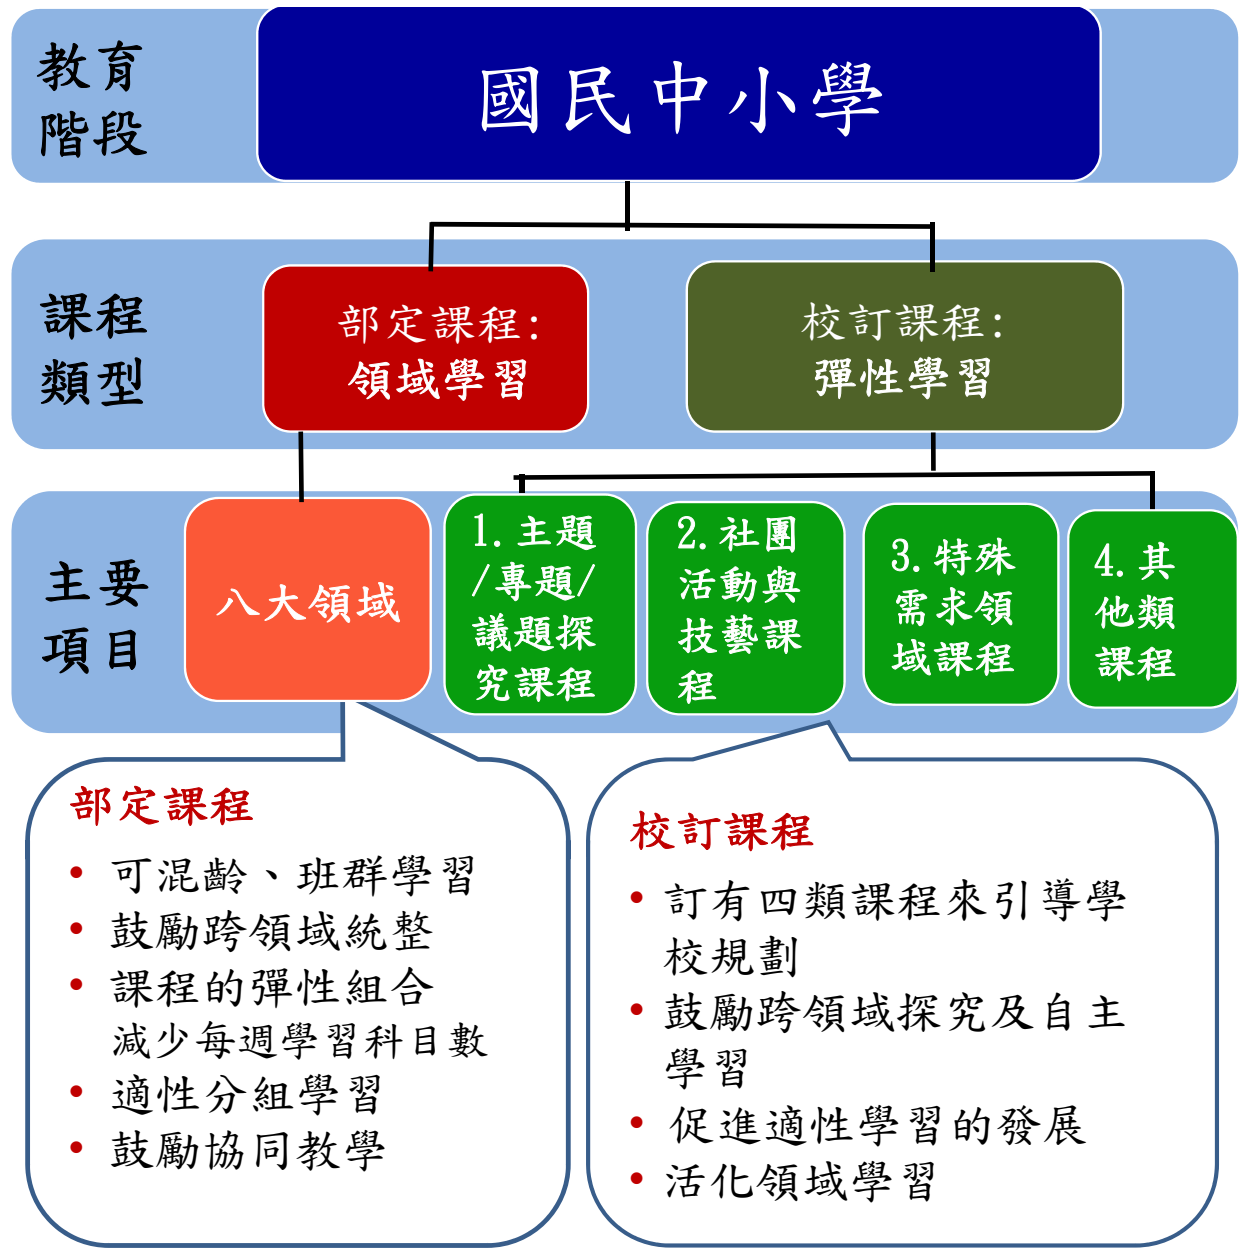 教育
階段
國民中小學
課程
類型
部定課程:
領域學習
校訂課程:
彈性學習
主要
項目
八大領域
1.主題
/專題/
議題探
究課程
2.社團
活動與
技藝課
程
3.特殊
需求領
域課程
4.其
他類
課程
部定課程
• 可混齡、班群學習
• 鼓勵跨領域統整
• 課程的彈性組合
減少每週學習科目數
• 適性分組學習
• 鼓勵協同教學
校訂課程
• 訂有四類課程來引導學
校規劃
• 鼓勵跨領域探究及自主
學習
• 促進適性學習的發展
• 活化領域學習